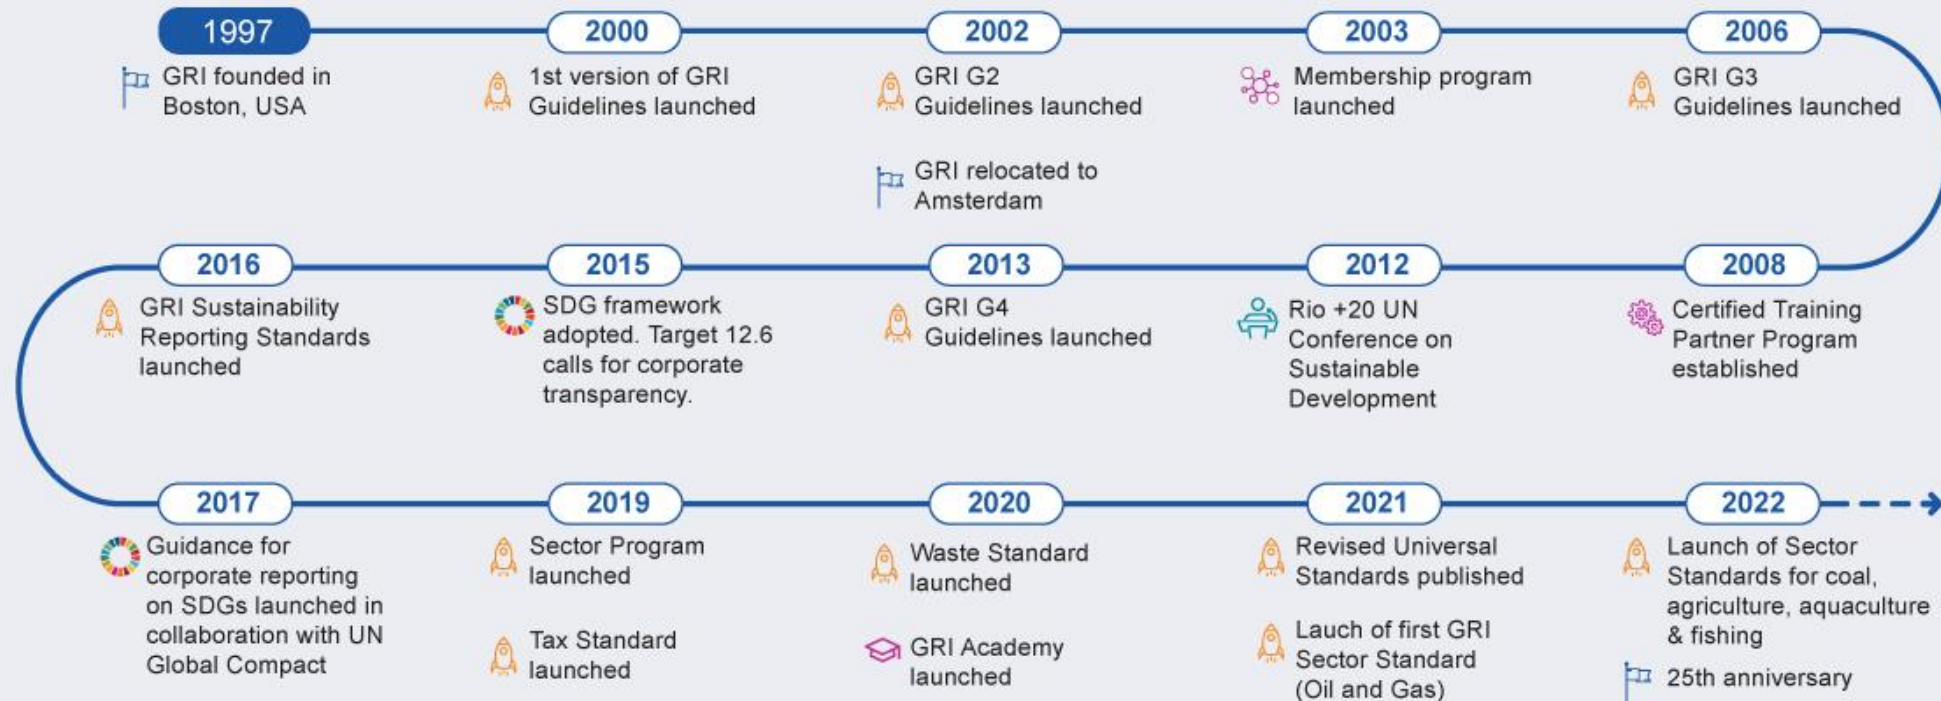 1997
GRI founded in
Boston, USA
2000
1st version of GRI
Guidelines launched
2002
GRI G2
Guidelines launched
GRI relocated to
Amsterdam
2003
Membership program
launched
2006
GRI G3
Guidelines launched
2008
Certified Training
Partner Program
established
2012
Rio +20 UN
Conference on
Sustainable
Development
2013
GRI G4
Guidelines launched
2015
SDG framework
adopted. Target 12.6
calls for corporate
transparency.
2016
GRI Sustainability
Reporting Standards
launched
2017
Guidance for
corporate reporting
on SDGs launched in
collaboration with UN
Global Compact
2019
Sector Program
launched
Tax Standard
launched
2020
Waste Standard
launched
GRI Academy
launched
2021
Revised Universal
Standards published
Lauch of first GRI
Sector Standard
(Oil and Gas)
2022
Launch of Sector
Standards for coal,
agriculture, aquaculture
& fishing
25th anniversary